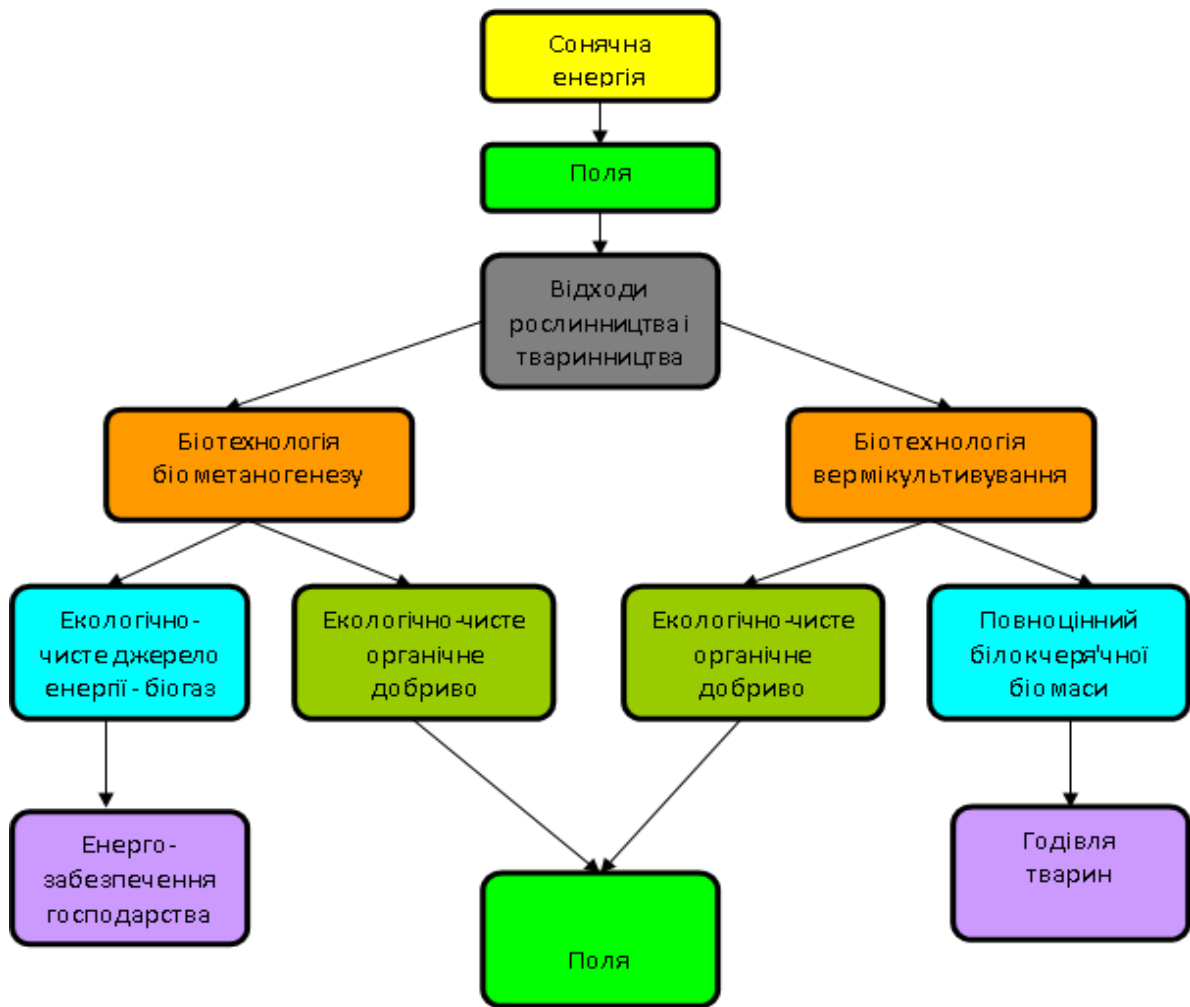 Сонячна
енергія
Поля
Відходи
рослинництва і
тваринництва
Біотехнологія
біометаногенезу
Біотехнологія
вермікультивування
Екологічно-
чисте джерело
енергії - біогаз
Екологічно-чисте
органічне
добриво
Екологічно-чисте
органічне
добриво
Повноцінний
білок черв'ячної
біомаси
Енерго-
забезпечення
господарства
Годівля
тварин
Поля